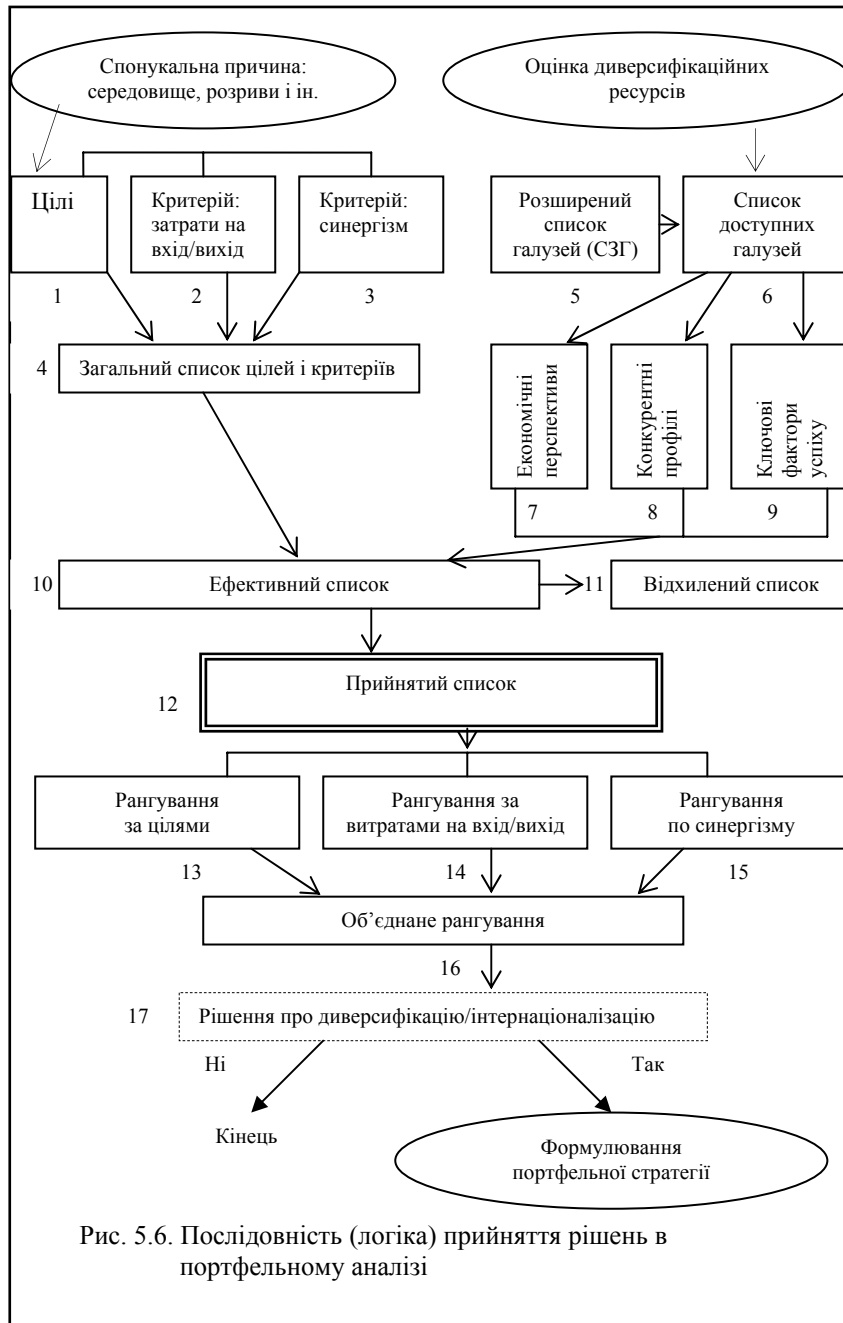 Спонукальна причина:
середовище, розриви і ін.
Оцінка диверсифікаційних
ресурсів
Цілі
Критерій:
затрати на
вхід/вихід
Критерій:
синергізм
Розширений
список
галузей (СЗГ)
Список
доступних
галузей
1
2
3
5
6
4
Загальний список цілей і критеріїв
Економічні
перспективи
Конкурентні
профілі
Ключові
фактори
успіху
7
8
9
10
Ефективний список
11
Відхилений список
12
Прийнятий список
Рангування
за цілями
Рангування за
витратами на вхід/вихід
Рангування
по синергізму
13
14
15
Об’єднане рангування
16
17
Рішення про диверсифікацію/інтернаціоналізацію
Ні
Так
Кінець
Формулювання
портфельної стратегії
Рис. 5.6. Послідовність (логіка) прийняття рішень в
портфельному аналізі